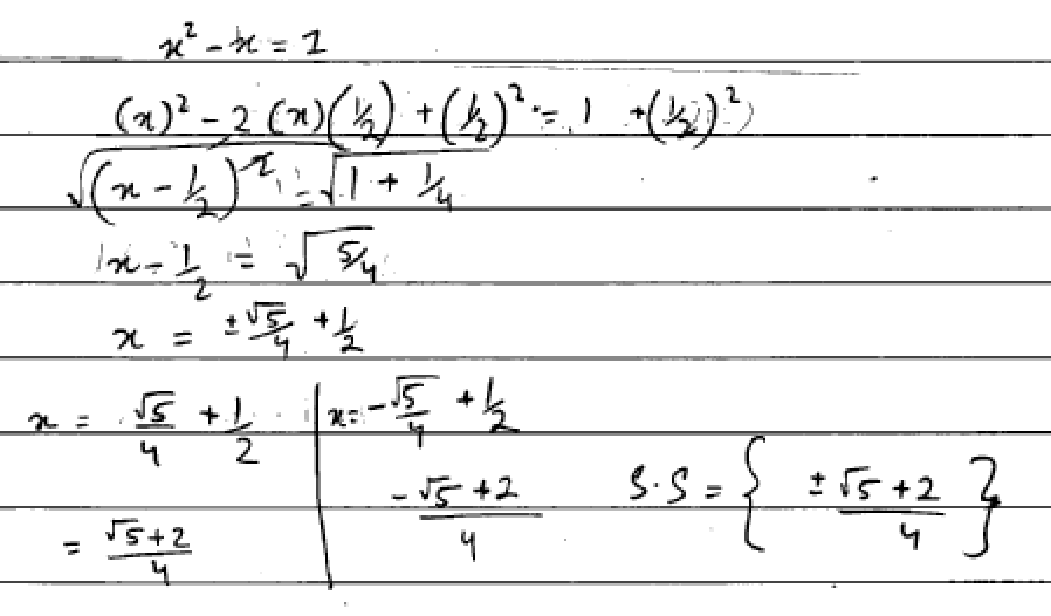 x² - x = 1
(x)² - 2(x)(1/2) + (1/2)² = 1 + (1/2)²
√(x - 1/2)² = √1 + 1/4
x - 1/2 = √5/4
x = ±√5/4 + 1/2
x = √5/4 + 1/2 | x = -√5/4 + 1/2
= √5+2/4 | -√5+2/4
S.S = { ±√5+2/4 }